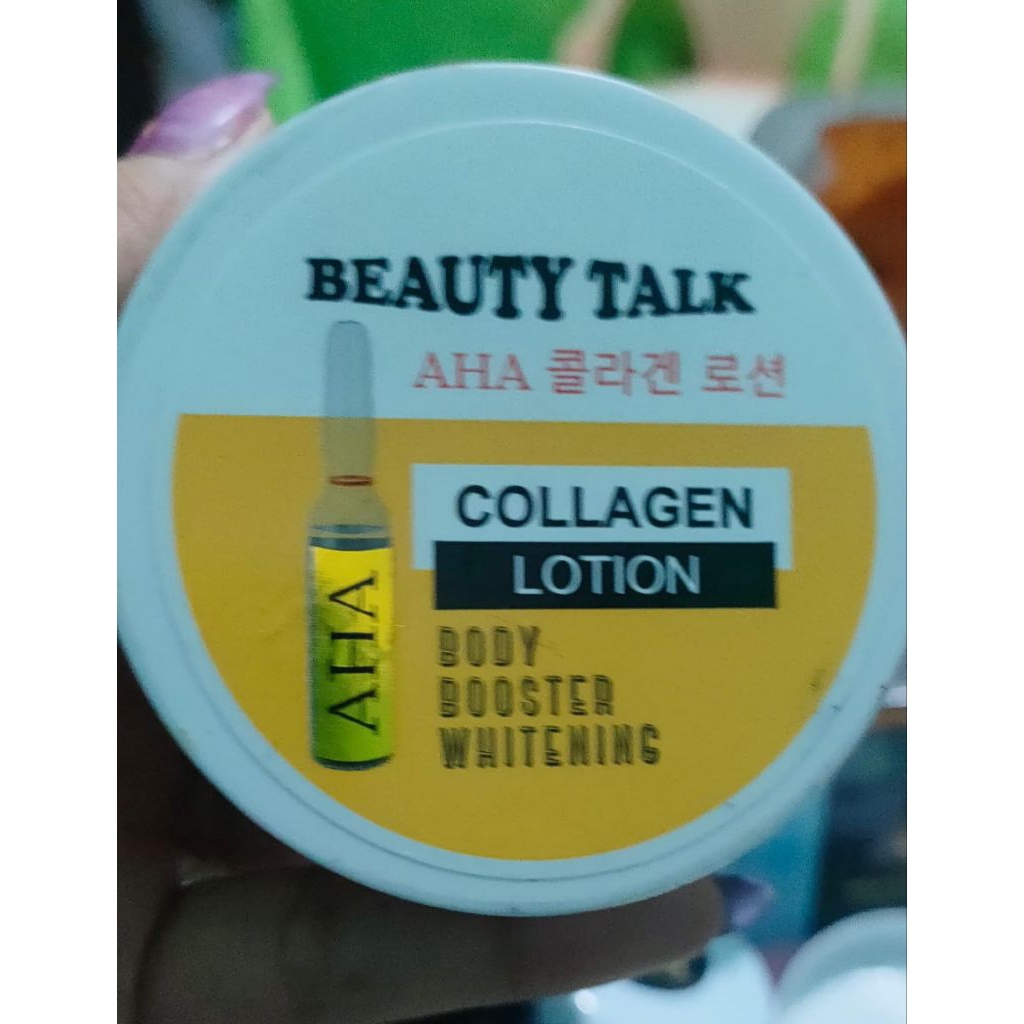 BEAUTY TALK
AHA 콜라겐 로션
COLLAGEN
LOTION
AHA
BODY
BOOSTER
WHITENING